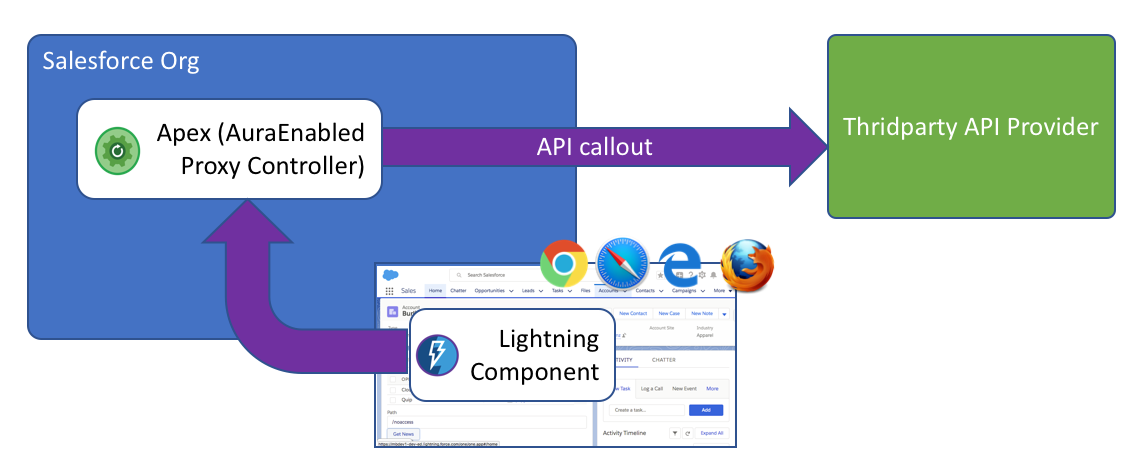 Salesforce Org
Apex (AuraEnabled
Proxy Controller)
API callout
Thridparty API Provider
Search Salesforce
Sales Home Chatter Opportunities Leads Tasks Files Accounts Contacts Campaigns More
Account
New Contact New Case New Note
Account Site Industry
Apparel
Lightning
Component
CHATTER
Task Log a Call New Event More
Create a task... Add
Quip
Path
/noaccess
Activity Timeline Expand All
Get News